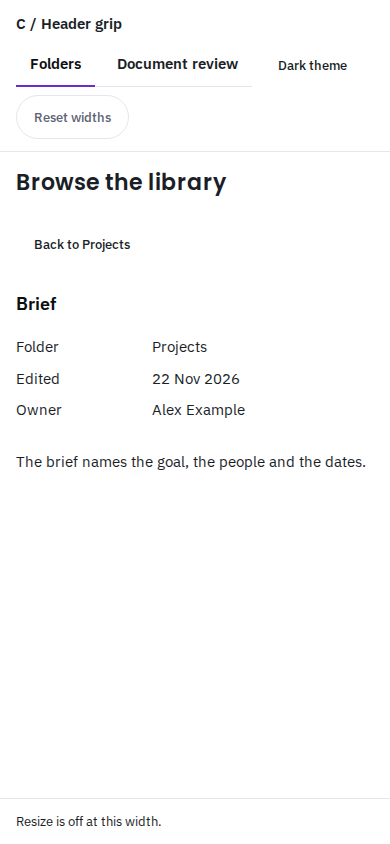 C / Header grip
Folders Document review Dark theme
Reset widths
Browse the library
Back to Projects
Brief
Folder Projects
Edited 22 Nov 2026
Owner Alex Example
The brief names the goal, the people and the dates.
Resize is off at this width.